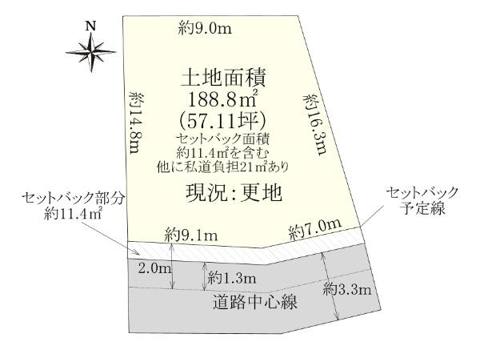 約9.0m
N
土地面積
188.8㎡
(57.11坪)
セットバック面積
約11.4㎡を含む
他に私道負担21㎡あり
現況：更地
約14.8m
約16.3m
セットバック部分
約11.4㎡
セットバック
予定線
約9.1m
約7.0m
2.0m
約1.3m
約3.3m
道路中心線